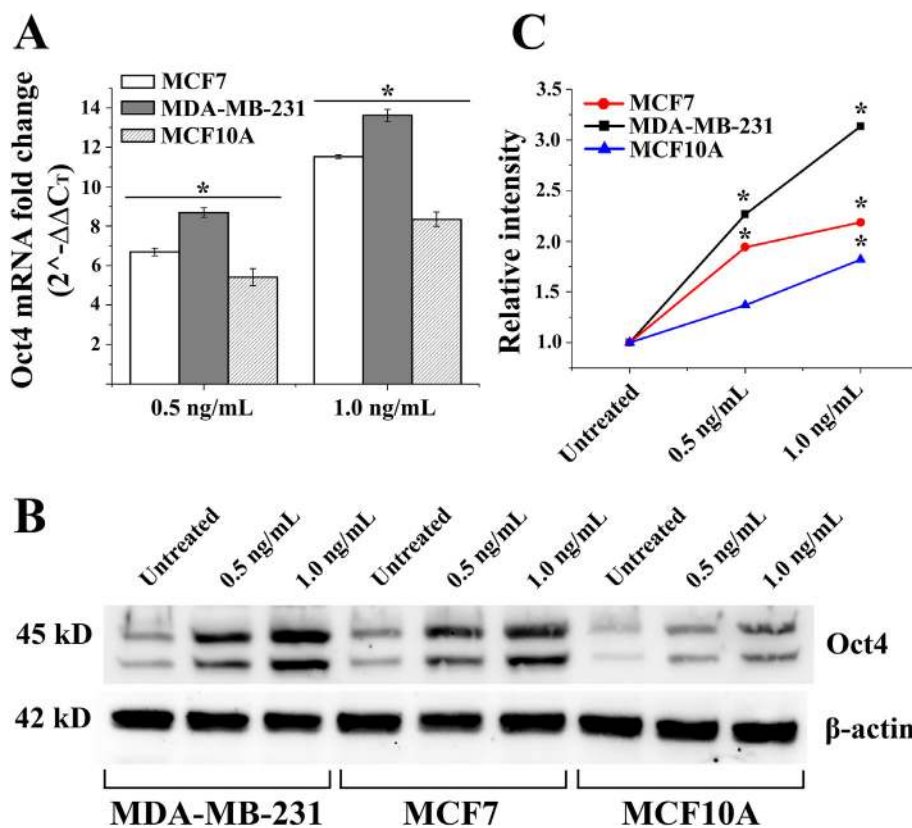 A
Oct4 mRNA fold change
(2^-ΔΔCT)
14
12
10
8
6
4
2
MCF7
MDA-MB-231
MCF10A
*
*
0.5 ng/mL
1.0 ng/mL
C
Relative intensity
3.5
3.0
2.5
2.0
1.5
1.0
MCF7
MDA-MB-231
MCF10A
*
*
*
*
*
Untreated
0.5 ng/mL
1.0 ng/mL
B
Untreated
0.5 ng/mL
1.0 ng/mL
Untreated
0.5 ng/mL
1.0 ng/mL
Untreated
0.5 ng/mL
1.0 ng/mL
45 kD
Oct4
42 kD
β-actin
MDA-MB-231
MCF7
MCF10A